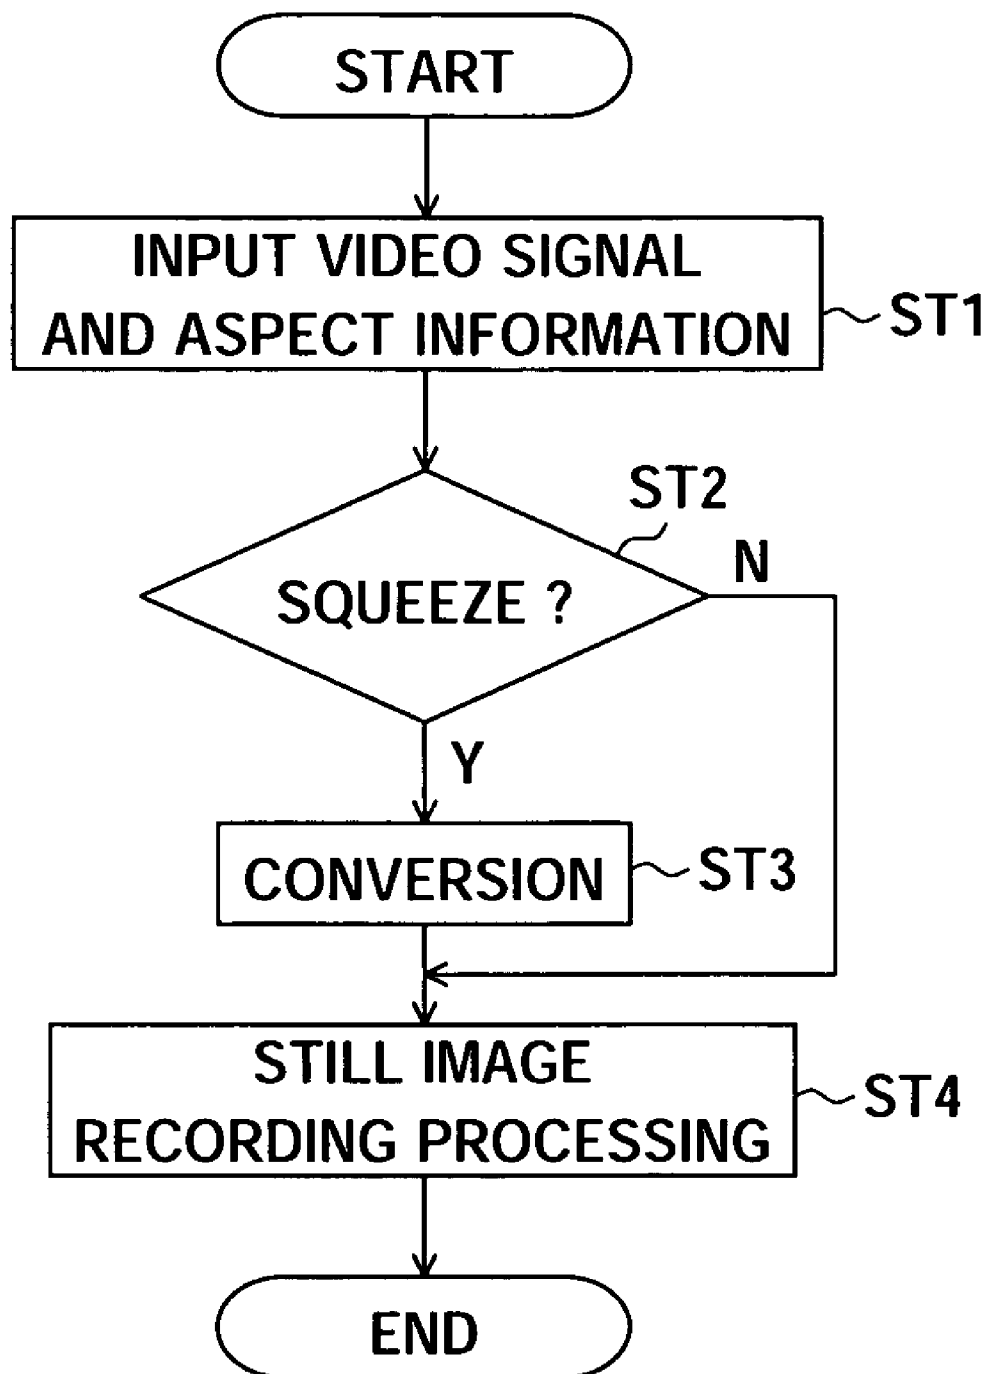 START
INPUT VIDEO SIGNAL
AND ASPECT INFORMATION
ST1
ST2
SQUEEZE ?
N
Y
CONVERSION
ST3
STILL IMAGE
RECORDING PROCESSING
ST4
END